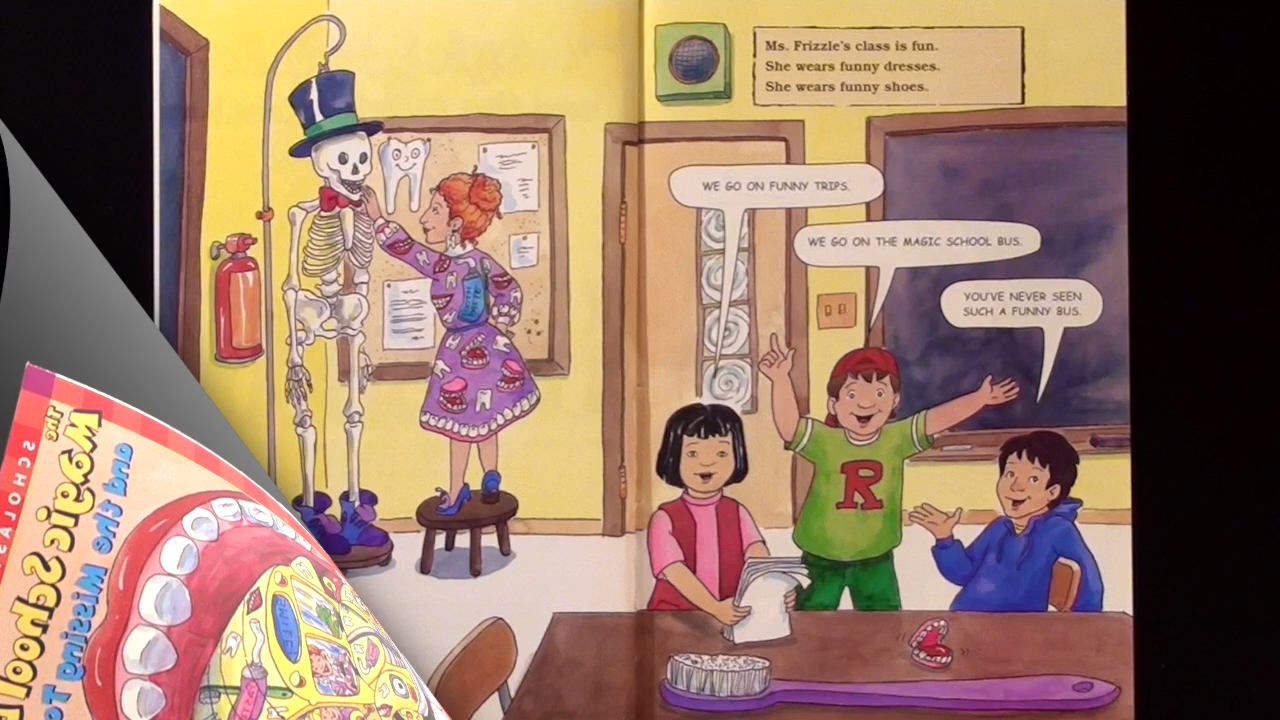 Ms. Frizzle's class is fun.
She wears funny dresses.
She wears funny shoes.
WE GO ON FUNNY TRIPS.
WE GO ON THE MAGIC SCHOOL BUS.
YOU'VE NEVER SEEN
SUCH A FUNNY BUS.
R
SCHOLAS
THE
Magic School
and the Missing To